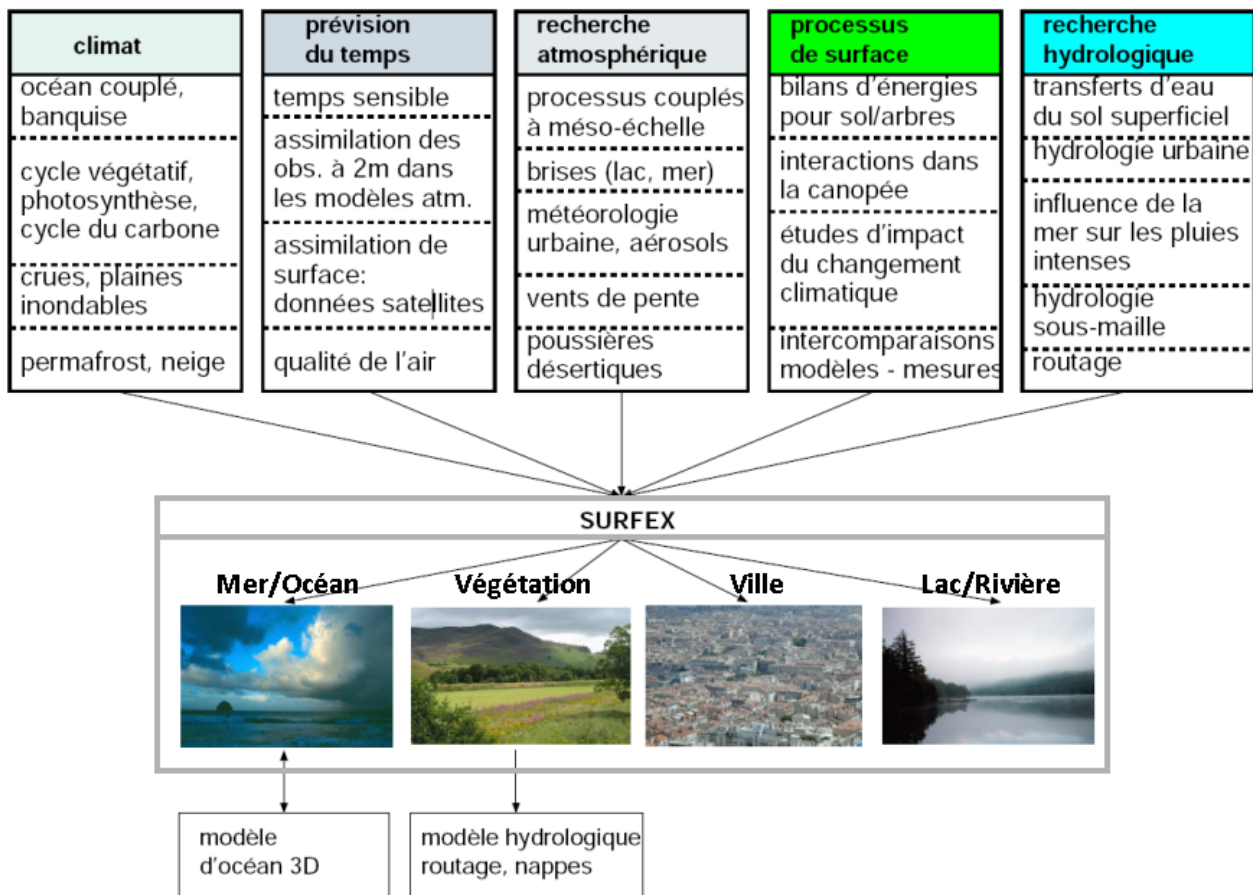 climat
océan couplé,
banquise
cycle végétatif,
photosynthèse,
cycle du carbone
crues, plaines
inondables
permafrost, neige
prévision
du temps
temps sensible
assimilation des
obs. à 2m dans
les modèles atm.
assimilation de
surface:
données satellites
qualité de l'air
recherche
atmosphérique
processus couplés
à méso-échelle
brises (lac, mer)
météorologie
urbaine, aérosols
vents de pente
poussières
désertiques
processus
de surface
bilans d'énergies
pour sol/arbres
interactions dans
la canopée
études d'impact
du changement
climatique
intercomparaisons
modèles - mesures
recherche
hydrologique
transferts d'eau
du sol superficiel
hydrologie urbaine
influence de la
mer sur les pluies
intenses
hydrologie
sous-maille
routage
SURFEX
Mer/Océan
Végétation
Ville
Lac/Rivière
modèle
d'océan 3D
modèle hydrologique
routage, nappes